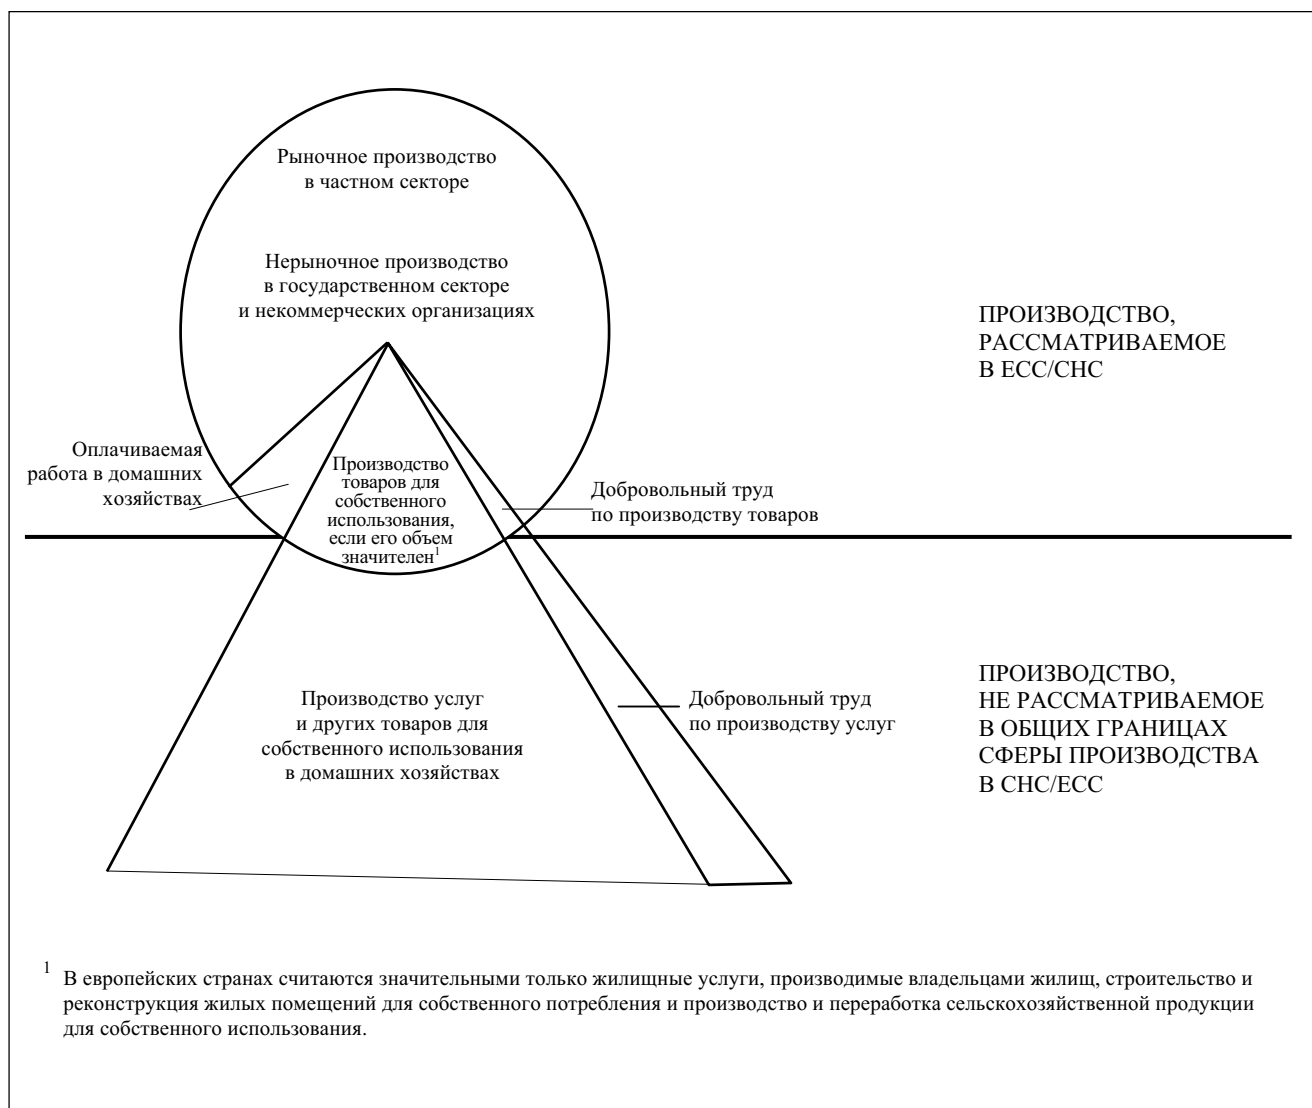 Рыночное производство
в частном секторе
Нерыночное производство
в государственном секторе
и некоммерческих организациях
ПРОИЗВОДСТВО,
РАССМАТРИВАЕМОЕ
В ЕСС/СНС
Оплачиваемая
работа в домашних
хозяйствах
Производство
товаров для
собственного
использования,
если его объем
значителен1
Добровольный труд
по производству товаров
Производство услуг
и других товаров для
собственного использования
в домашних хозяйствах
Добровольный труд
по производству услуг
ПРОИЗВОДСТВО,
НЕ РАССМАТРИВАЕМОЕ
В ОБЩИХ ГРАНИЦАХ
СФЕРЫ ПРОИЗВОДСТВА
В СНС/ЕСС
1 В европейских странах считаются значительными только жилищные услуги, производимые владельцами жилищ, строительство и
реконструкция жилых помещений для собственного потребления и производство и переработка сельскохозяйственной продукции
для собственного использования.